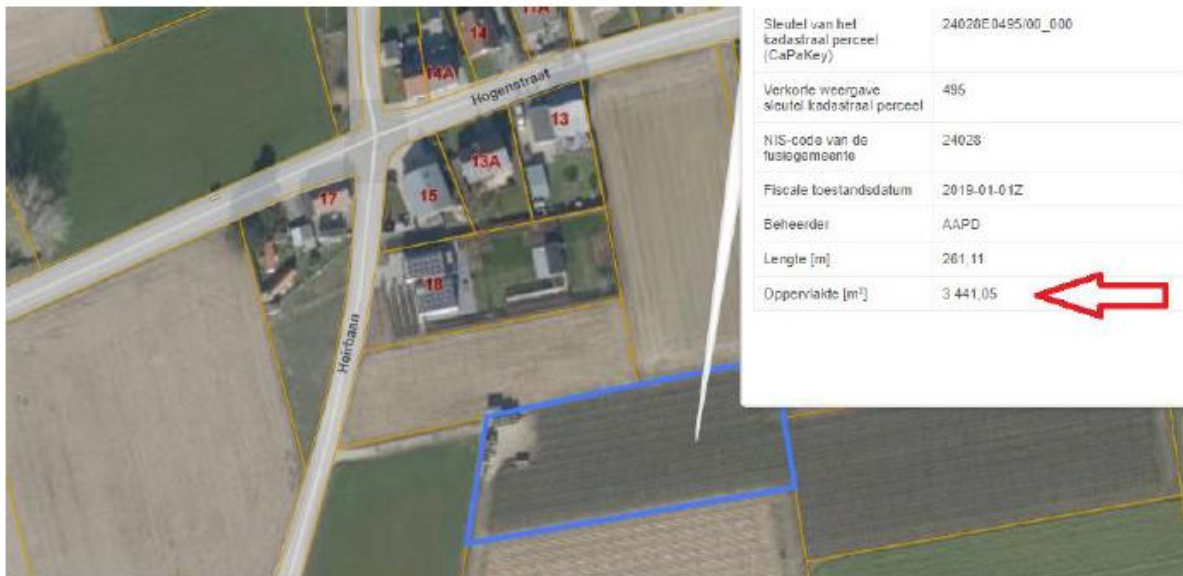 11A
14
14A
Hogenstraat
13
13A
15
17
18
Heirbaan
Sleutel van het
kadastraal perceel
(CaPaKey)
24028E0495/00_000
Verkorte weergave
sleutel kadastraal perceel
495
NIS-code van de
fusiegemeente
24028
Fiscale toestandsdatum
2019-01-01Z
Beheerder
AAPD
Lengte [m]
261,11
Oppervlakte [m²]
3 441,05